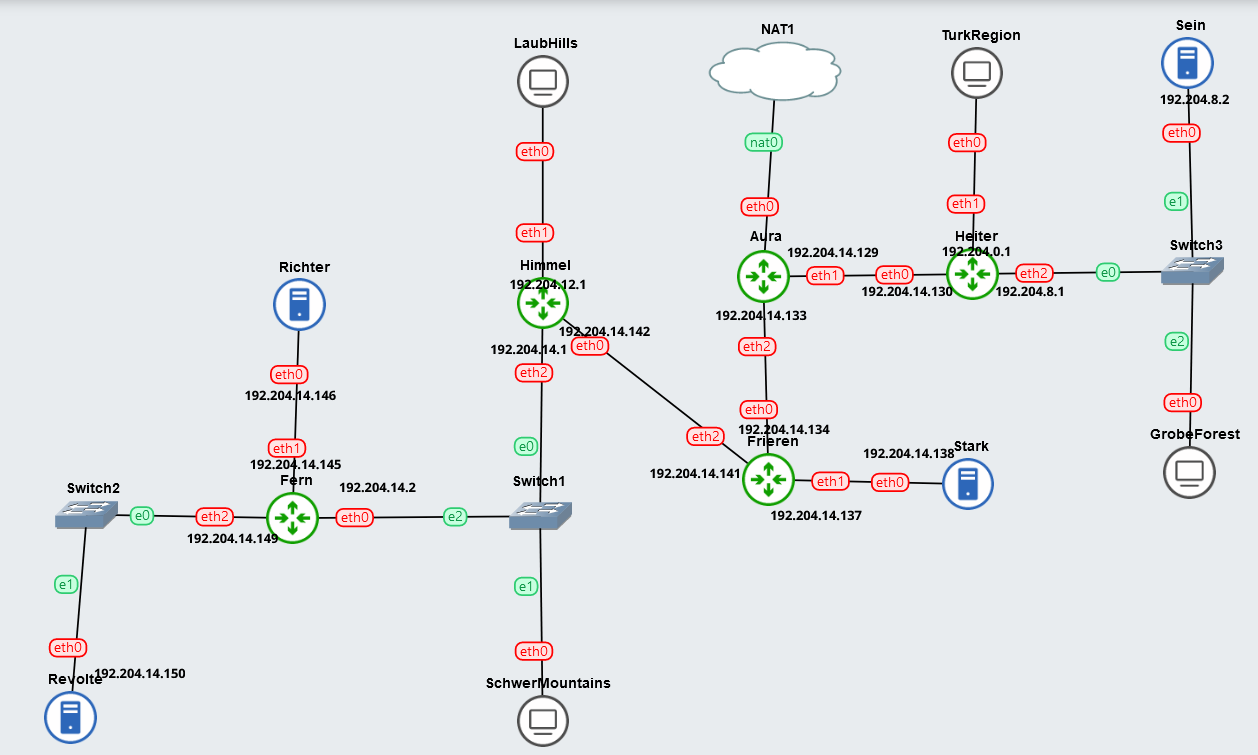 Sein
NAT1
TurkRegion
LaubHills
192.204.8.2
eth0
nat0
eth0
eth0
e1
eth1
eth0
eth1
Aura
Heiter
Switch3
192.204.14.129
192.204.0.1
Himmel
Richter
eth1
eth0
eth2
e0
192.204.12.1
192.204.14.130
192.204.8.1
192.204.14.133
192.204.14.142
e2
192.204.14.1
eth0
eth2
eth2
eth0
192.204.14.146
eth0
eth0
192.204.14.134
GrobeForest
eth2
Frieren
e0
eth1
Stark
192.204.14.138
192.204.14.145
192.204.14.141
Fern
Switch1
eth1
eth0
Switch2
192.204.14.2
e0
eth2
eth0
e2
192.204.14.137
192.204.14.149
e1
e1
eth0
eth0
192.204.14.150
Revolte
SchwerMountains